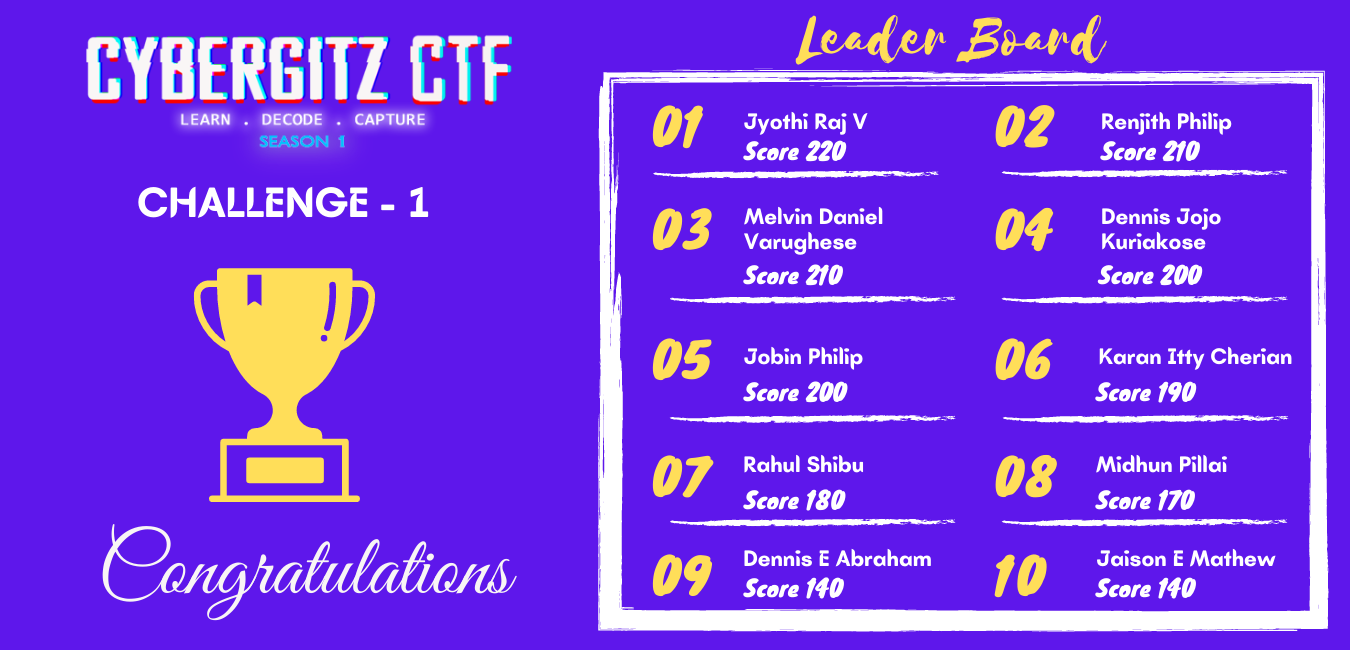 CYBERGITZ CTF
LEARN . DECODE . CAPTURE
SEASON 1
CHALLENGE - 1
Congratulations
Leader Board
01
Jyothi Raj V
Score 220
02
Renjith Philip
Score 210
03
Melvin Daniel
Varughese
Score 210
04
Dennis Jojo
Kuriakose
Score 200
05
Jobin Philip
Score 200
06
Karan Itty Cherian
Score 190
07
Rahul Shibu
Score 180
08
Midhun Pillai
Score 170
09
Dennis E Abraham
Score 140
10
Jaison E Mathew
Score 140